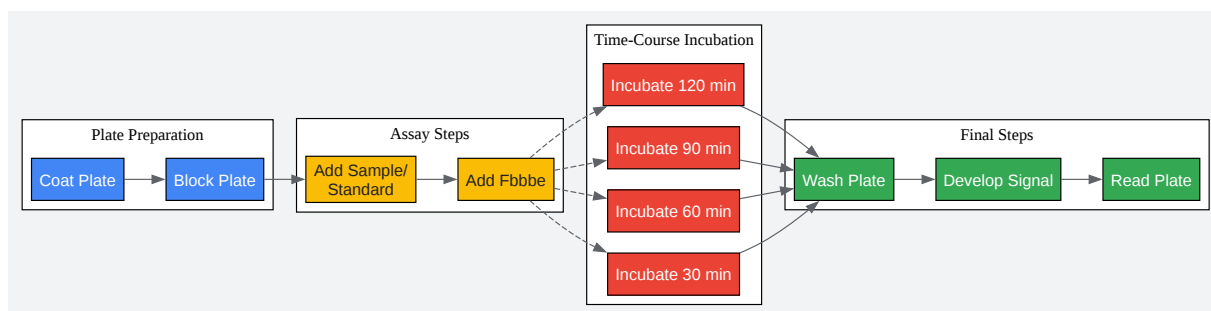 Plate Preparation
Coat Plate
Block Plate
Assay Steps
Add Sample/
Standard
Add Fbbbe
Time-Course Incubation
Incubate 120 min
Incubate 90 min
Incubate 60 min
Incubate 30 min
Final Steps
Wash Plate
Develop Signal
Read Plate